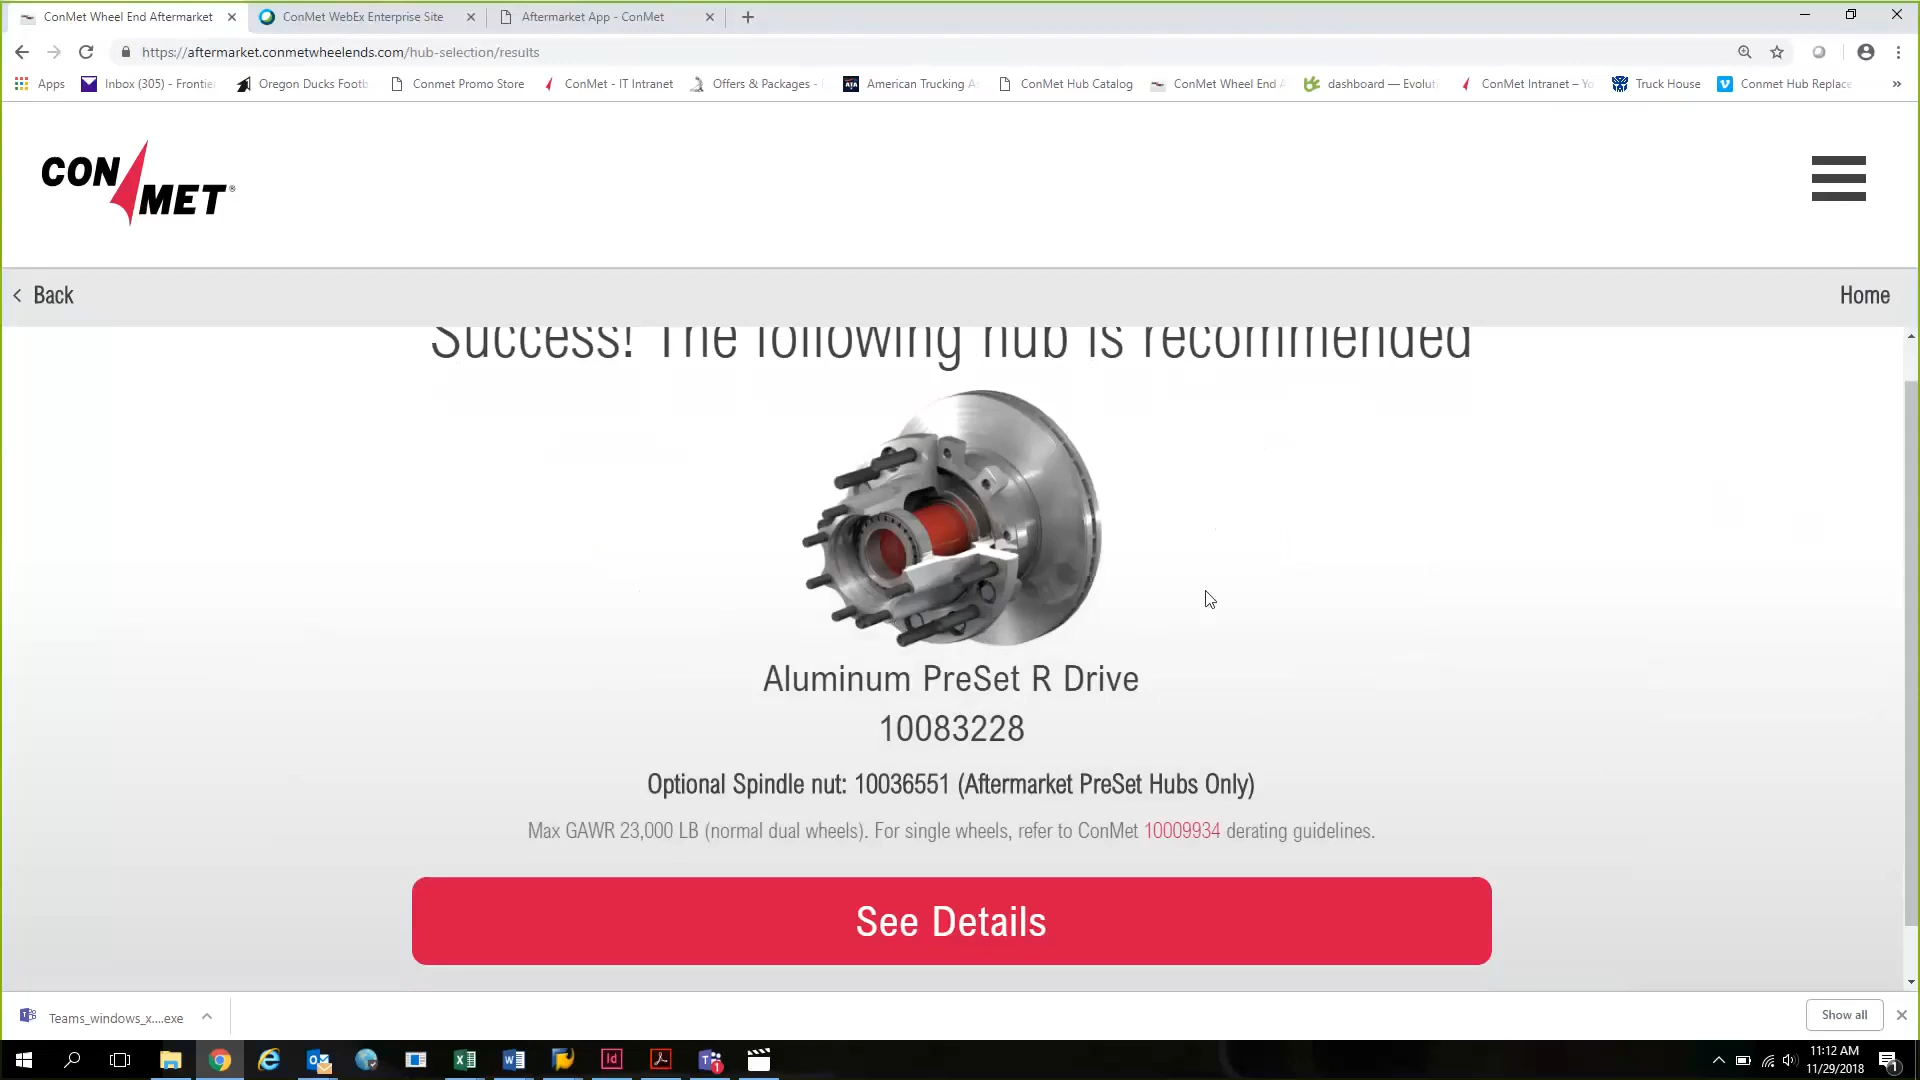 ConMet Wheel End Aftermarket
ConMet WebEx Enterprise Site
Aftermarket App - ConMet
https://aftermarket.conmetwheelends.com/hub-selection/results
Apps
Inbox (305) - Frontie
Oregon Ducks Footb
Conmet Promo Store
ConMet - IT Intranet
Offers & Packages -
American Trucking A
ConMet Hub Catalog
ConMet Wheel End A
dashboard — Evolut
ConMet Intranet – Yo
Truck House
Conmet Hub Replace
»
CON MET®
Back
Home
Success! The following hub is recommended
Aluminum PreSet R Drive
10083228
Optional Spindle nut: 10036551 (Aftermarket PreSet Hubs Only)
Max GAWR 23,000 LB (normal dual wheels). For single wheels, refer to ConMet 10009934 derating guidelines.
See Details
Teams_windows_x....exe
Show all
11:12 AM
11/29/2018